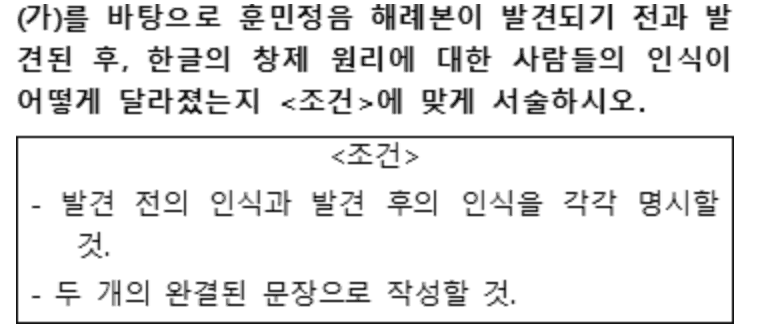 (가)를 바탕으로 훈민정음 해례본이 발견되기 전과 발
견된 후, 한글의 창제 원리에 대한 사람들의 인식이
어떻게 달라졌는지 <조건>에 맞게 서술하시오.
<조건>
- 발견 전의 인식과 발견 후의 인식을 각각 명시할
것.
- 두 개의 완결된 문장으로 작성할 것.